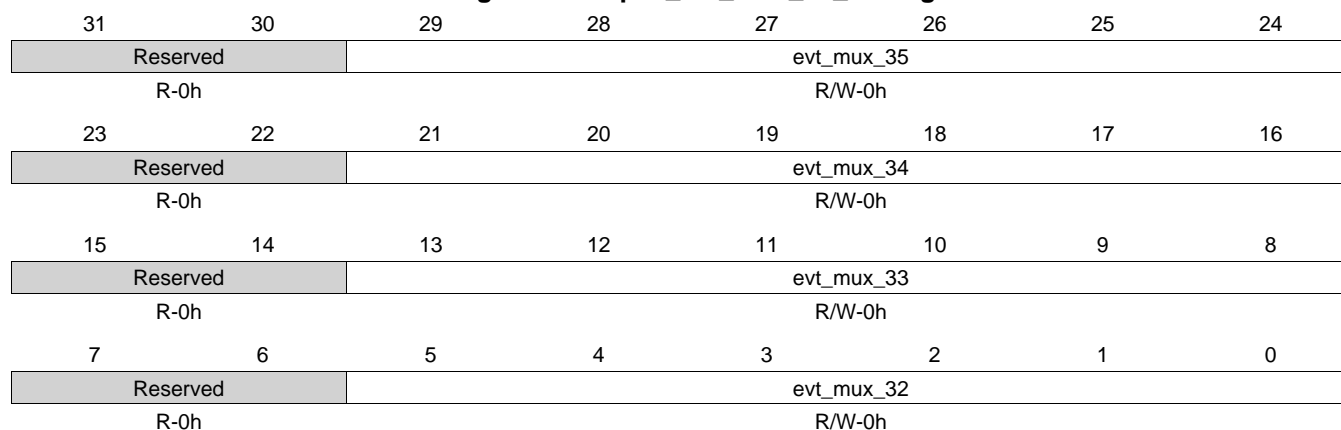 31 30 29 28 27 26 25 24
Reserved evt_mux_35
R-0h R/W-0h
23 22 21 20 19 18 17 16
Reserved evt_mux_34
R-0h R/W-0h
15 14 13 12 11 10 9 8
Reserved evt_mux_33
R-0h R/W-0h
7 6 5 4 3 2 1 0
Reserved evt_mux_32
R-0h R/W-0h